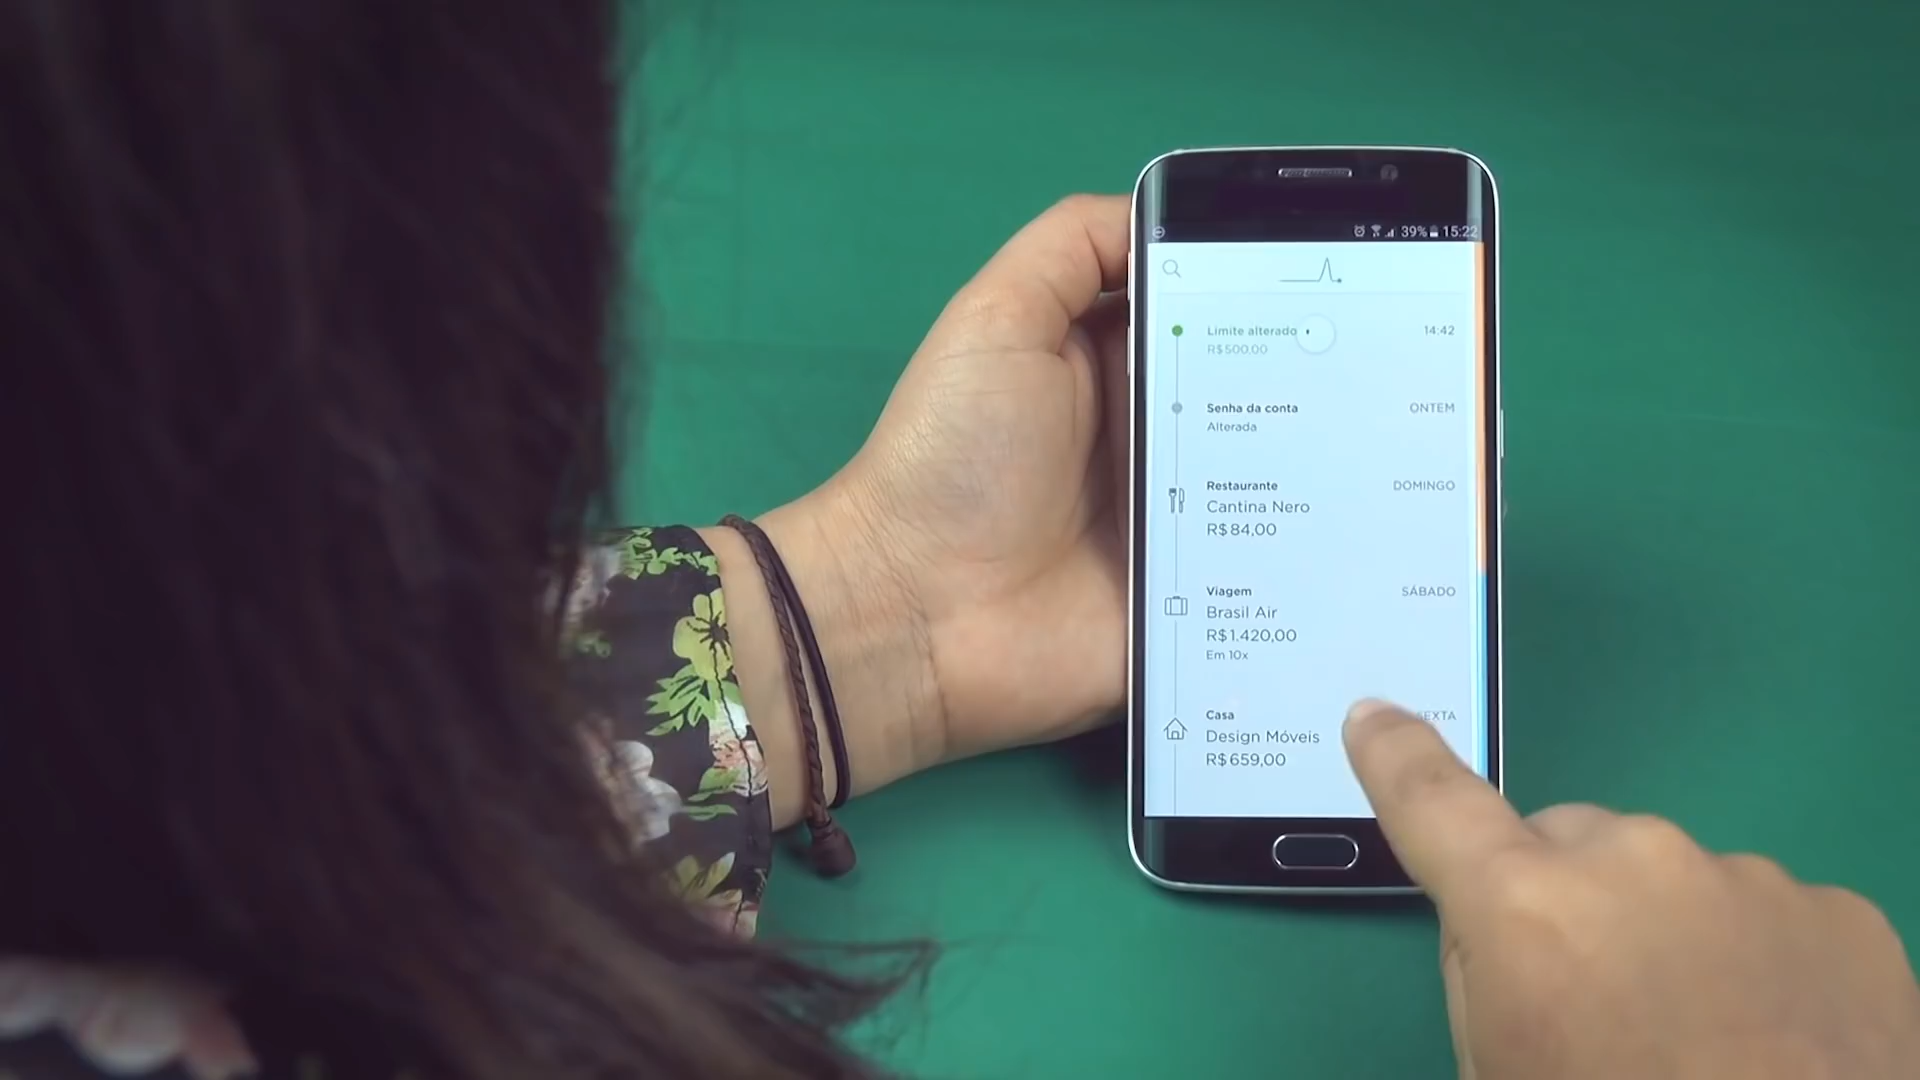 39% 15:22
Limite alterado 14:42
R$500,00
Senha da conta ONTEM
Alterada
Restaurante DOMINGO
Cantina Nero
R$84,00
Viagem SÁBADO
Brasil Air
R$1.420,00
Em 10x
Casa SEXTA
Design Móveis
R$659,00